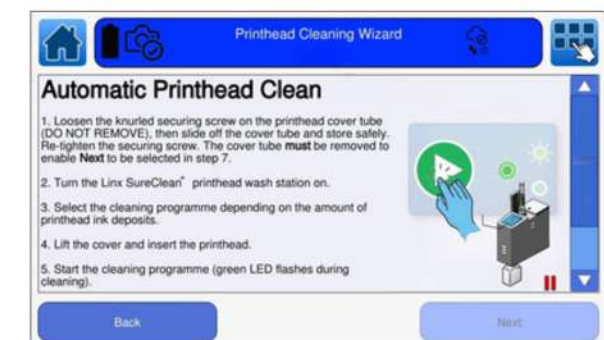 Printhead Cleaning Wizard
Automatic Printhead Clean
1. Loosen the knurled securing screw on the printhead cover tube
(DO NOT REMOVE), then slide off the cover tube and store safely.
Re-tighten the securing screw. The cover tube must be removed to
enable Next to be selected in step 7.
2. Turn the Linx SureClean® printhead wash station on.
3. Select the cleaning programme depending on the amount of
printhead ink deposits.
4. Lift the cover and insert the printhead.
5. Start the cleaning programme (green LED flashes during
cleaning).
Back
Next